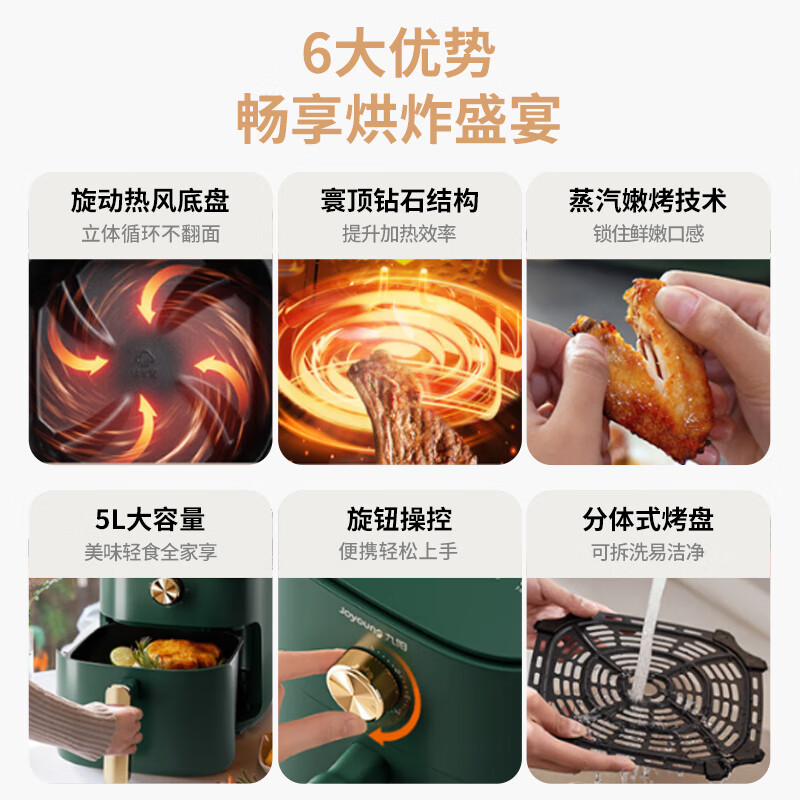 6大优势
畅享烘炸盛宴
旋动热风底盘
立体循环不翻面
寰顶钻石结构
提升加热效率
蒸汽嫩烤技术
锁住鲜嫩口感
5L大容量
美味轻食全家享
旋钮操控
便携轻松上手
Joyoung 九阳
分体式烤盘
可拆洗易洁净